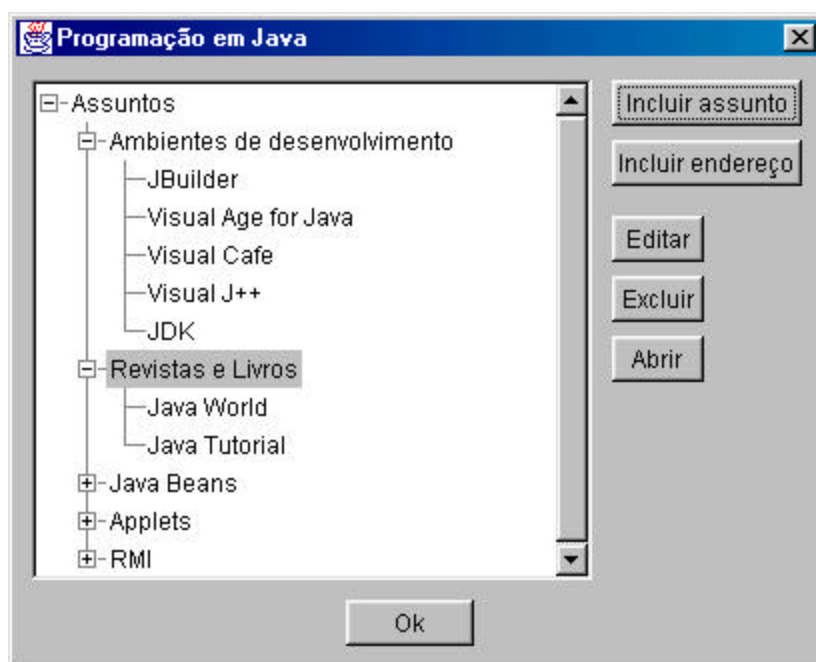 Programação em Java
Assuntos
Ambientes de desenvolvimento
JBuilder
Visual Age for Java
Visual Cafe
Visual J++
JDK
Revistas e Livros
Java World
Java Tutorial
Java Beans
Applets
RMI
Incluir assunto
Incluir endereço
Editar
Excluir
Abrir
Ok